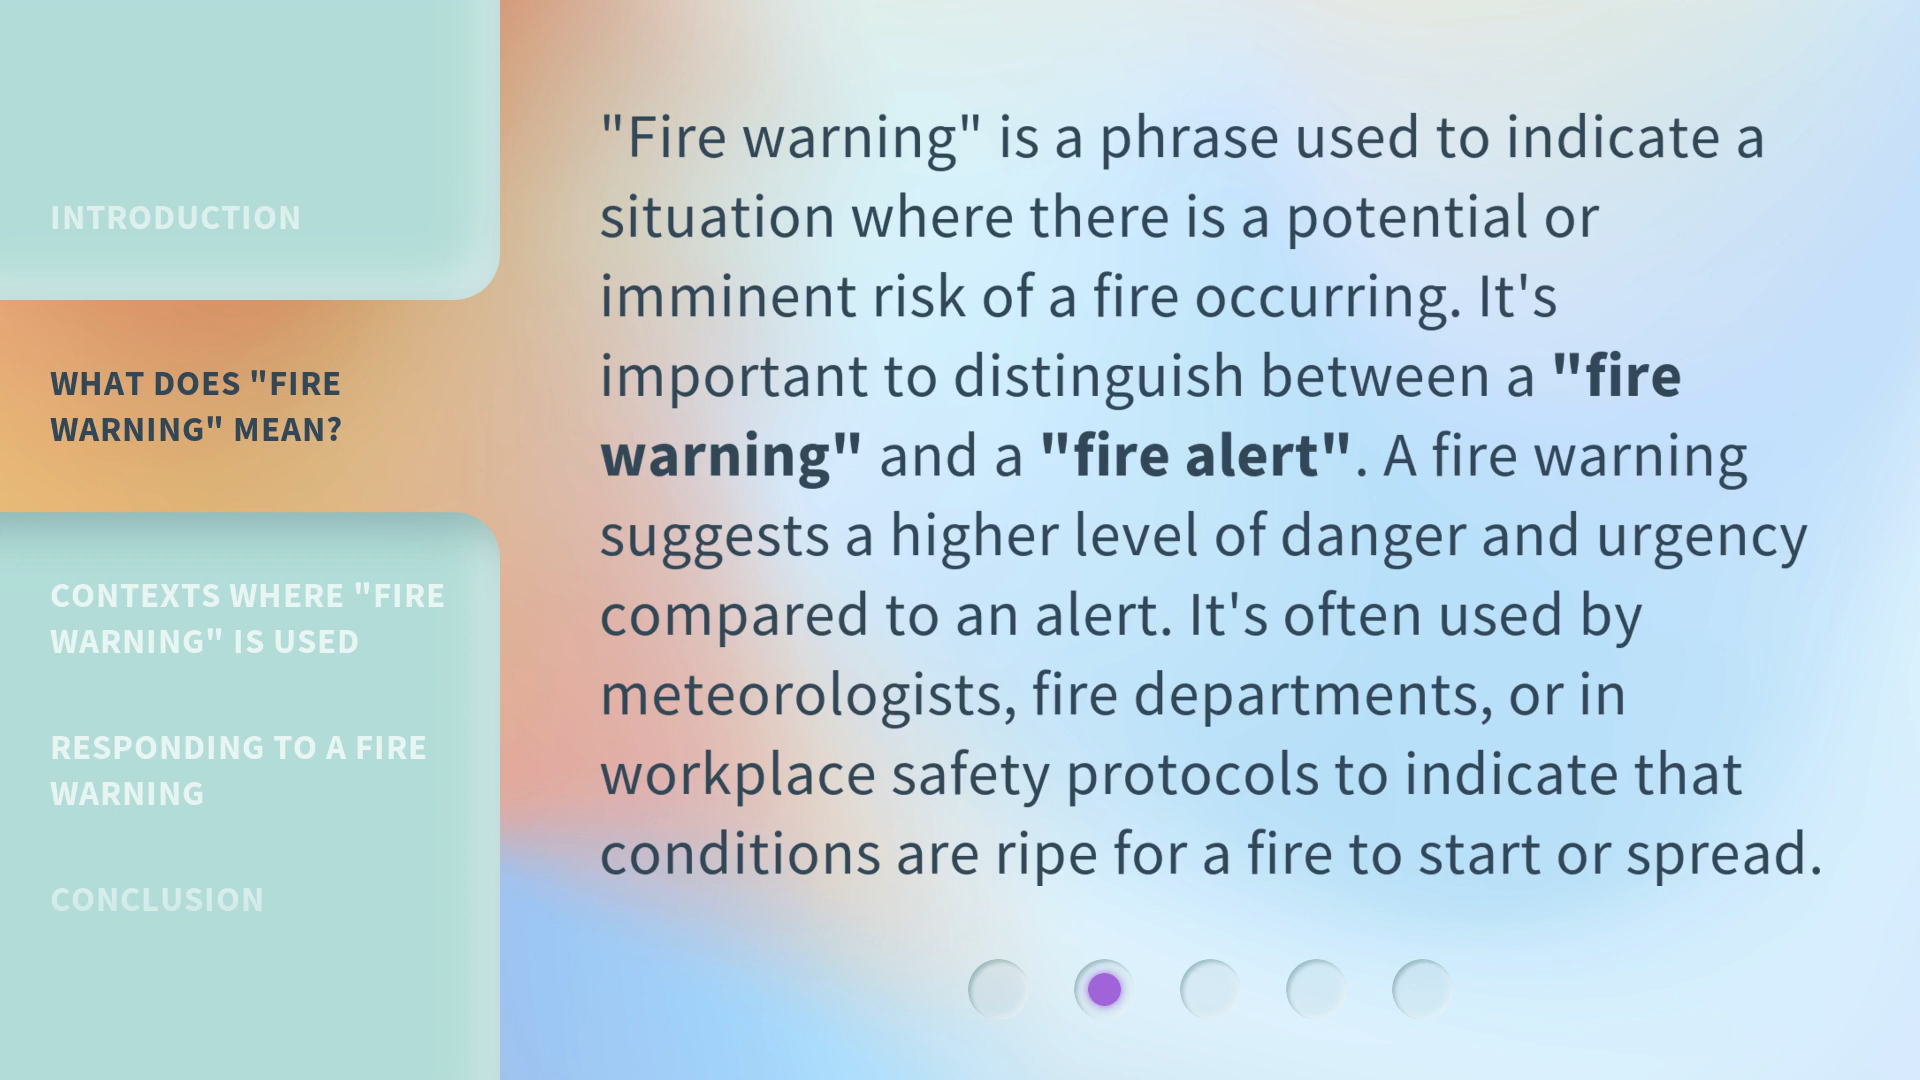 INTRODUCTION
WHAT DOES "FIRE
WARNING" MEAN?
CONTEXTS WHERE "FIRE
WARNING" IS USED
RESPONDING TO A FIRE
WARNING
CONCLUSION
"Fire warning" is a phrase used to indicate a
situation where there is a potential or
imminent risk of a fire occurring. It's
important to distinguish between a "fire
warning" and a "fire alert". A fire warning
suggests a higher level of danger and urgency
compared to an alert. It's often used by
meteorologists, fire departments, or in
workplace safety protocols to indicate that
conditions are ripe for a fire to start or spread.